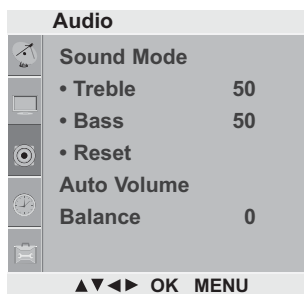 Audio
Sound Mode
• Treble 50
• Bass 50
• Reset
Auto Volume
Balance 0
▲▼◄► OK MENU